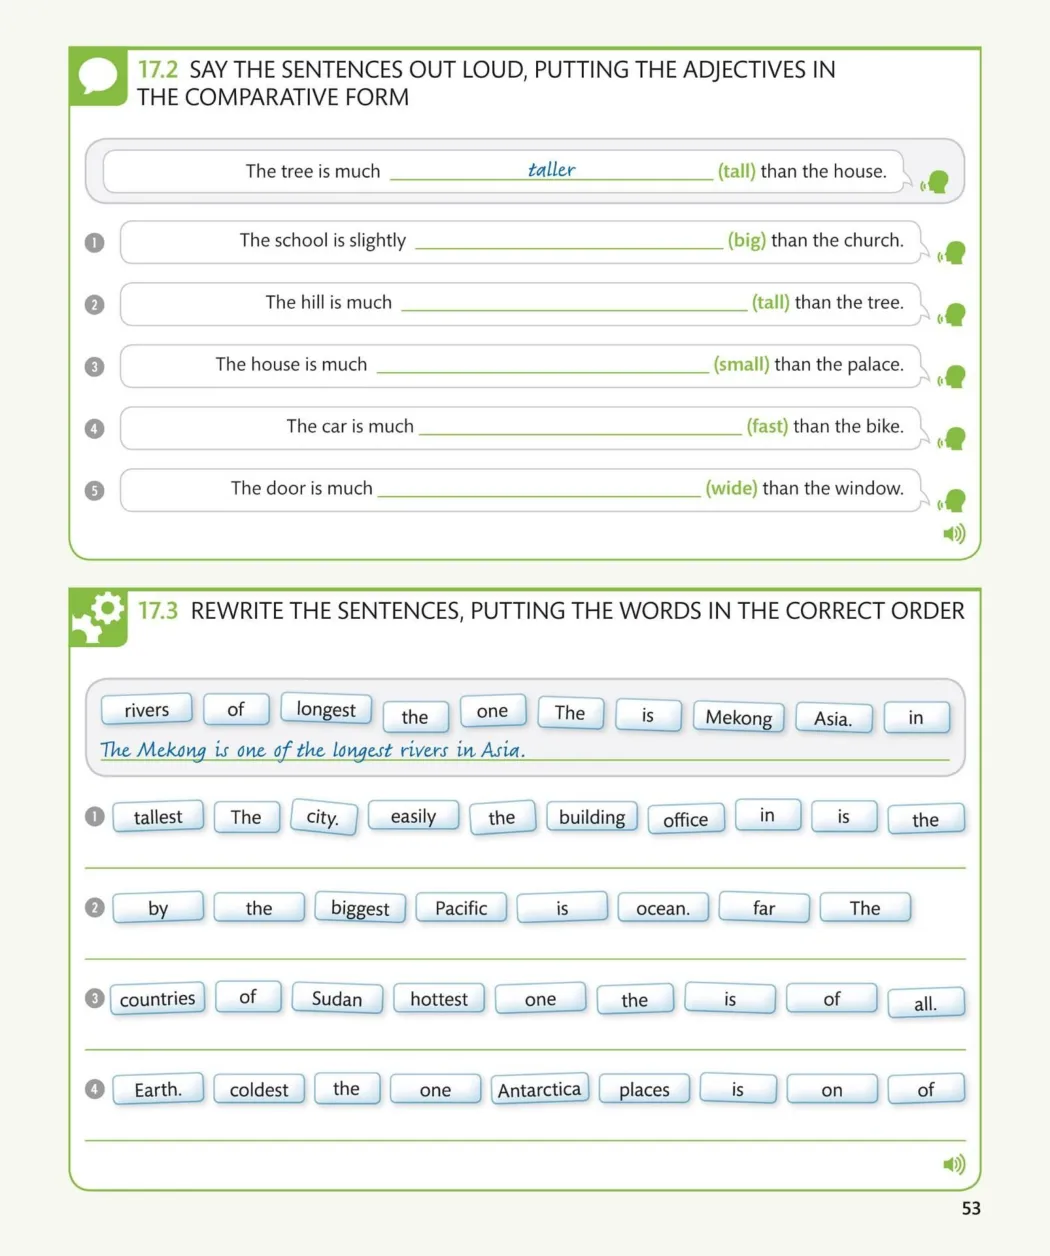 17.2 SAY THE SENTENCES OUT LOUD, PUTTING THE ADJECTIVES IN
THE COMPARATIVE FORM
The tree is much taller (tall) than the house.
1 The school is slightly (big) than the church.
2 The hill is much (tall) than the tree.
3 The house is much (small) than the palace.
4 The car is much (fast) than the bike.
5 The door is much (wide) than the window.
17.3 REWRITE THE SENTENCES, PUTTING THE WORDS IN THE CORRECT ORDER
rivers of longest the one The is Mekong Asia. in
The Mekong is one of the longest rivers in Asia.
1 tallest The city. easily the building office in is the
2 by the biggest Pacific is ocean. far The
3 countries of Sudan hottest one the is of all.
4 Earth. coldest the one Antarctica places is on of
53